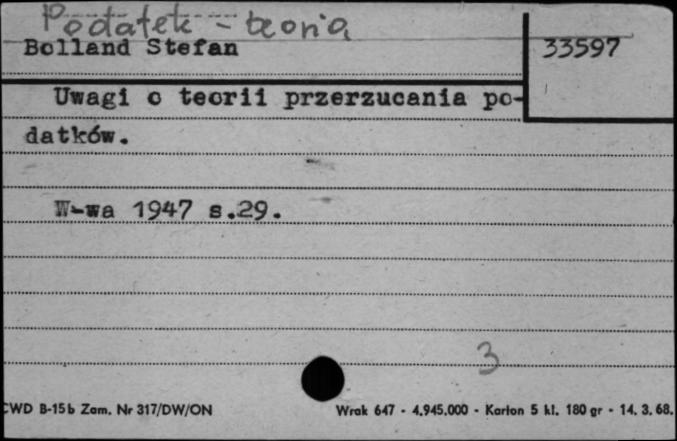 Podatek - teoria
Bolland Stefan
33597
Uwagi o teorii przerzucania po-
datków.
W-wa 1947 s.29.
3
CWD B-15b Zam. Nr 317/DW/ON
Wrak 647 - 4.945.000 - Karton 5 kl. 180 gr - 14. 3. 68.